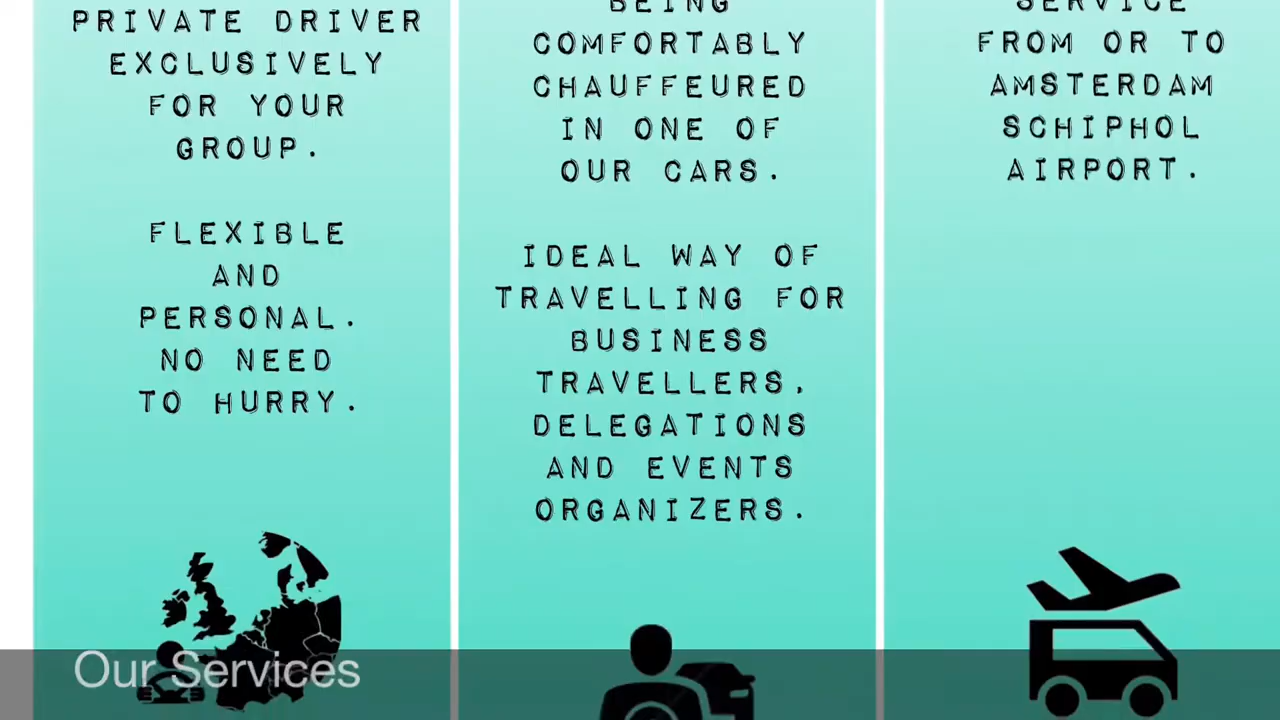 PRIVATE DRIVER
EXCLUSIVELY
FOR YOUR
GROUP.
FLEXIBLE
AND
PERSONAL.
NO NEED
TO HURRY.
BEING
COMFORTABLY
CHAUFFEURED
IN ONE OF
OUR CARS.
IDEAL WAY OF
TRAVELLING FOR
BUSINESS
TRAVELLERS,
DELEGATIONS
AND EVENTS
ORGANIZERS.
SERVICE
FROM OR TO
AMSTERDAM
SCHIPHOL
AIRPORT.
Our Services